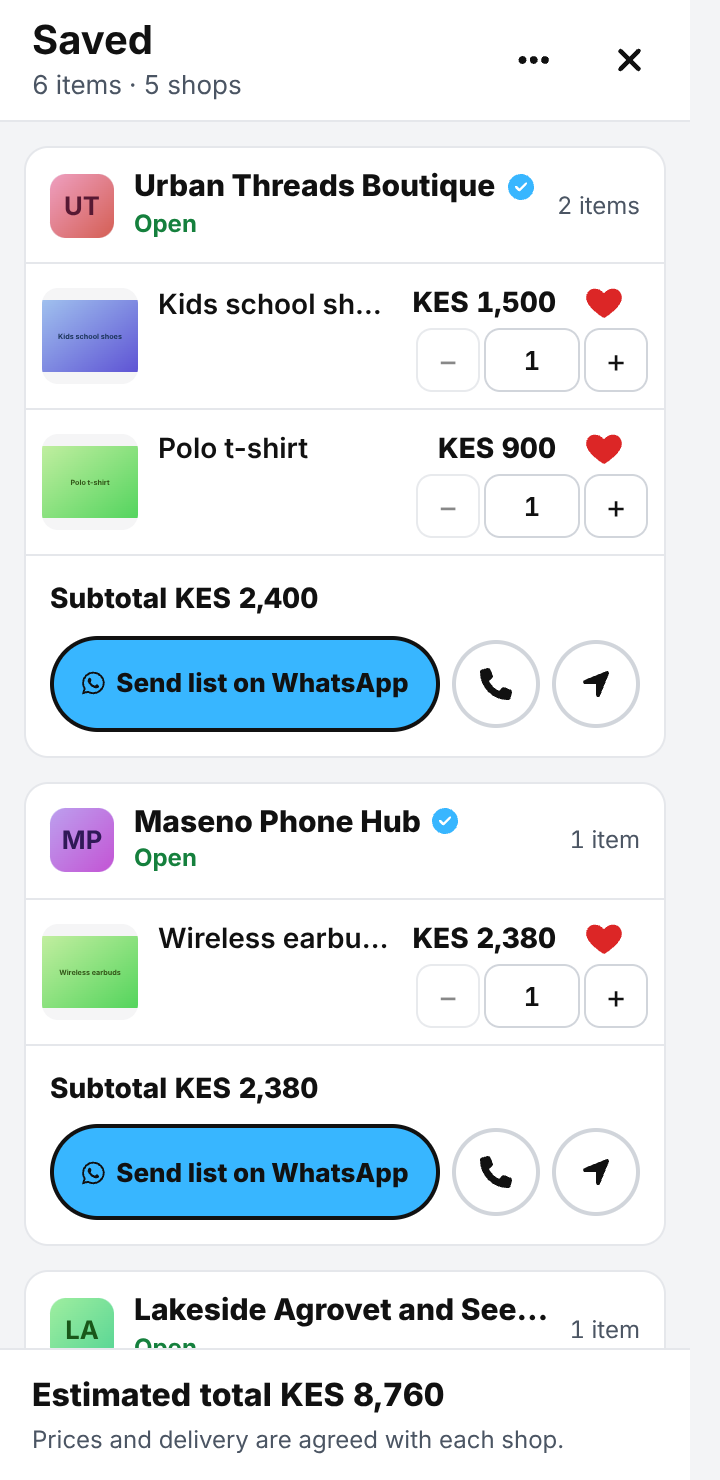 Saved
6 items · 5 shops
UT
Urban Threads Boutique
Open
2 items
Kids school shoes
Kids school sh...
KES 1,500
− 1 +
Polo t-shirt
Polo t-shirt
KES 900
− 1 +
Subtotal KES 2,400
Send list on WhatsApp
MP
Maseno Phone Hub
Open
1 item
Wireless earbuds
Wireless earbu...
KES 2,380
− 1 +
Subtotal KES 2,380
Send list on WhatsApp
LA
Lakeside Agrovet and See...
Open
1 item
Estimated total KES 8,760
Prices and delivery are agreed with each shop.